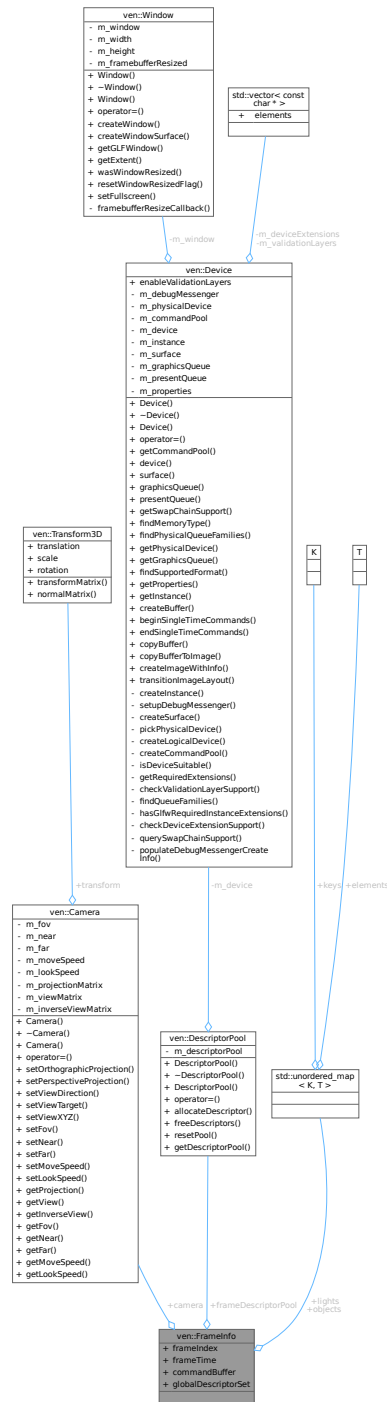 ven::Window
- m_window
- m_width
- m_height
- m_framebufferResized
+ Window()
+ ~Window()
+ Window()
+ operator=()
+ createWindow()
+ createWindowSurface()
+ getGLFWindow()
+ getExtent()
+ wasWindowResized()
+ resetWindowResizedFlag()
+ setFullscreen()
- framebufferResizeCallback()
std::vector< const
char * >
+ elements
-m_window
-m_deviceExtensions
-m_validationLayers
ven::Device
+ enableValidationLayers
- m_debugMessenger
- m_physicalDevice
- m_commandPool
- m_device
- m_instance
- m_surface
- m_graphicsQueue
- m_presentQueue
- m_properties
+ Device()
+ ~Device()
+ Device()
+ operator=()
+ getCommandPool()
+ device()
+ surface()
+ graphicsQueue()
+ presentQueue()
+ getSwapChainSupport()
+ findMemoryType()
+ findPhysicalQueueFamilies()
+ getPhysicalDevice()
+ getGraphicsQueue()
+ findSupportedFormat()
+ getProperties()
+ getInstance()
+ createBuffer()
+ beginSingleTimeCommands()
+ endSingleTimeCommands()
+ copyBuffer()
+ copyBufferToImage()
+ createImageWithInfo()
+ transitionImageLayout()
- createInstance()
- setupDebugMessenger()
- createSurface()
- pickPhysicalDevice()
- createLogicalDevice()
- createCommandPool()
- isDeviceSuitable()
- getRequiredExtensions()
- checkValidationLayerSupport()
- findQueueFamilies()
- hasGlfwRequiredInstanceExtensions()
- checkDeviceExtensionSupport()
- querySwapChainSupport()
- populateDebugMessengerCreate
Info()
ven::Transform3D
+ translation
+ scale
+ rotation
+ transformMatrix()
+ normalMatrix()
K
T
+transform
-m_device
+keys
+elements
ven::Camera
- m_fov
- m_near
- m_far
- m_moveSpeed
- m_lookSpeed
- m_projectionMatrix
- m_viewMatrix
- m_inverseViewMatrix
+ Camera()
+ ~Camera()
+ Camera()
+ operator=()
+ setOrthographicProjection()
+ setPerspectiveProjection()
+ setViewDirection()
+ setViewTarget()
+ setViewXYZ()
+ setFov()
+ setNear()
+ setFar()
+ setMoveSpeed()
+ setLookSpeed()
+ getProjection()
+ getView()
+ getInverseView()
+ getFov()
+ getNear()
+ getFar()
+ getMoveSpeed()
+ getLookSpeed()
ven::DescriptorPool
- m_descriptorPool
+ DescriptorPool()
+ ~DescriptorPool()
+ DescriptorPool()
+ operator=()
+ allocateDescriptor()
+ freeDescriptors()
+ resetPool()
+ getDescriptorPool()
std::unordered_map
< K, T >
+camera
+frameDescriptorPool
+lights
+objects
ven::FrameInfo
+ frameIndex
+ frameTime
+ commandBuffer
+ globalDescriptorSet